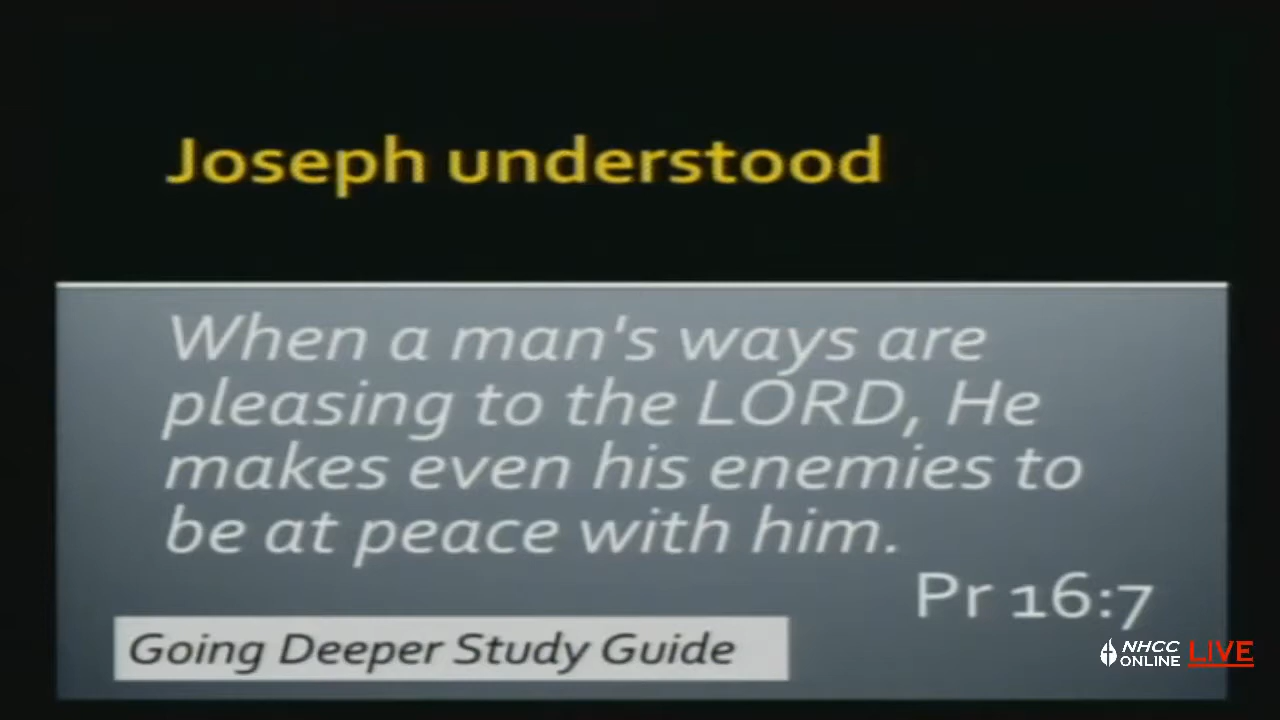 Joseph understood
When a man's ways are
pleasing to the LORD, He
makes even his enemies to
be at peace with him.
Pr 16:7
Going Deeper Study Guide
NHCC
ONLINE LIVE